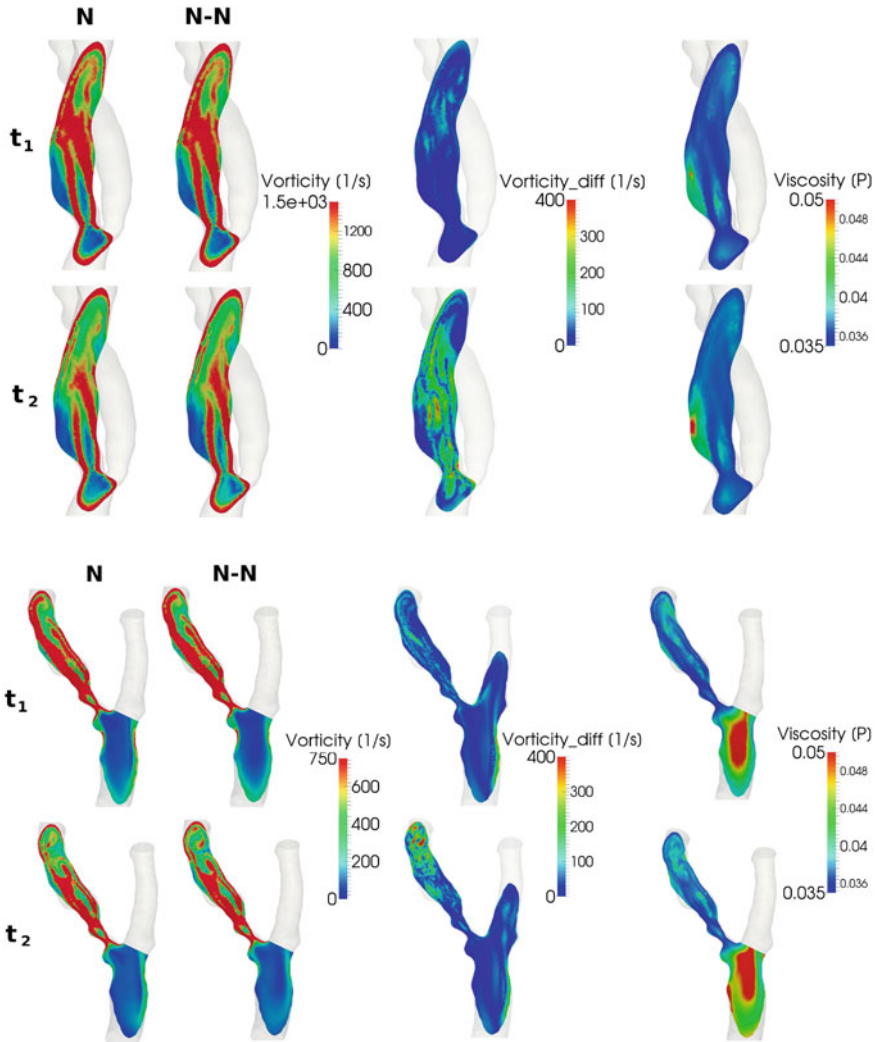 N N-N
t1
Vorticity (1/s)
1.5e+03
1200
800
400
0
Vorticity_diff (1/s)
400
300
200
100
0
Viscosity (P)
0.05
0.048
0.044
0.04
0.036
0.035
t2
N N-N
t1
Vorticity (1/s)
750
600
400
200
0
Vorticity_diff (1/s)
400
300
200
100
0
Viscosity (P)
0.05
0.048
0.044
0.04
0.036
0.035
t2